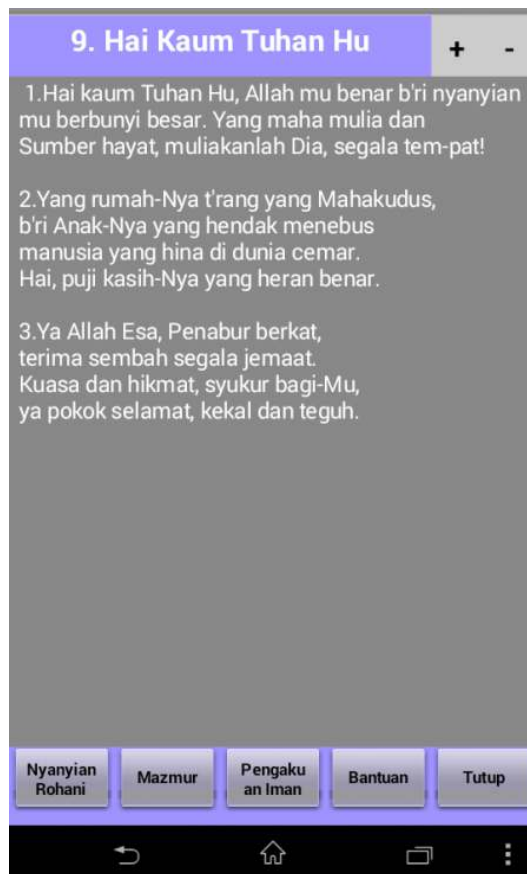 9. Hai Kaum Tuhan Hu
+ -
1.Hai kaum Tuhan Hu, Allah mu benar b'ri nyanyian
mu berbunyi besar. Yang maha mulia dan
Sumber hayat, muliakanlah Dia, segala tem-pat!
2.Yang rumah-Nya t'rang yang Mahakudus,
b'ri Anak-Nya yang hendak menebus
manusia yang hina di dunia cemar.
Hai, puji kasih-Nya yang heran benar.
3.Ya Allah Esa, Penabur berkat,
terima sembah segala jemaat.
Kuasa dan hikmat, syukur bagi-Mu,
ya pokok selamat, kekal dan teguh.
Nyanyian
Rohani
Mazmur
Pengaku
an Iman
Bantuan
Tutup